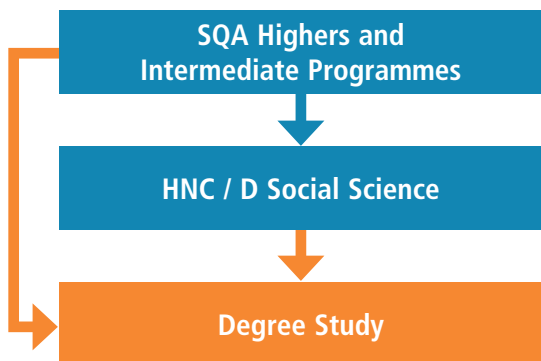 SQA Highers and
Intermediate Programmes
HNC / D Social Science
Degree Study